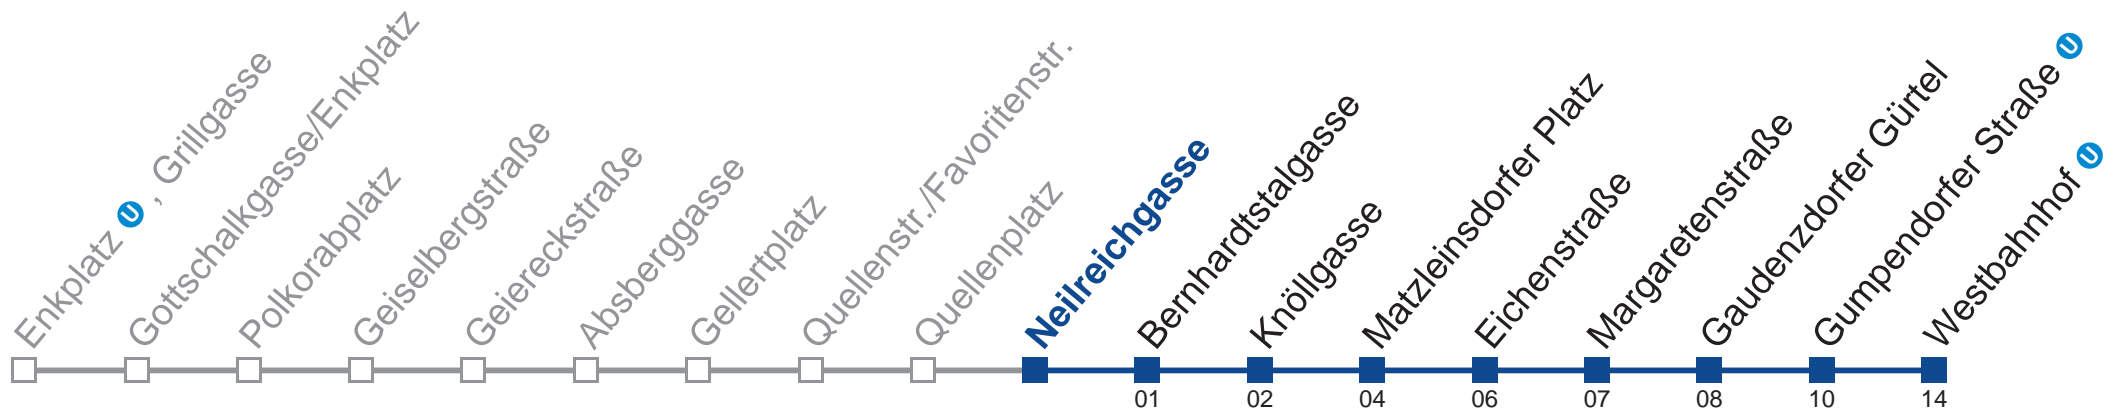 Enkplatz U , Grillgasse
Gottschalkgasse/Enkplatz
Polkorabplatz
Geiselbergstraße
Geiereckstraße
Absberggasse
Gellertplatz
Quellenstr./Favoritenstr.
Quellenplatz
Neilreichgasse
Bernhardtstalgasse
Knöllgasse
Matzleinsdorfer Platz
Eichenstraße
Margaretenstraße
Gaudenzdorfer Gürtel
Gumpendorfer Straße U
Westbahnhof U
01 02 04 06 07 08 10 14